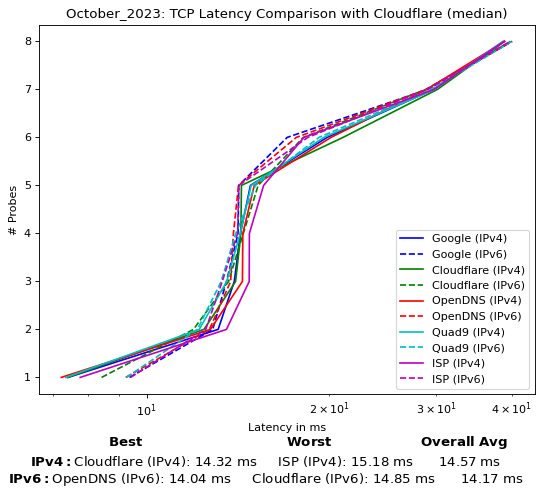 October_2023: TCP Latency Comparison with Cloudflare (median)
8
7
6
5
4
3
2
1
# Probes
Google (IPv4)
Google (IPv6)
Cloudflare (IPv4)
Cloudflare (IPv6)
OpenDNS (IPv4)
OpenDNS (IPv6)
Quad9 (IPv4)
Quad9 (IPv6)
ISP (IPv4)
ISP (IPv6)
10¹ 2×10¹ 3×10¹ 4×10¹
Latency in ms
Best Worst Overall Avg
IPv4: Cloudflare (IPv4): 14.32 ms ISP (IPv4): 15.18 ms 14.57 ms
IPv6: OpenDNS (IPv6): 14.04 ms Cloudflare (IPv6): 14.85 ms 14.17 ms